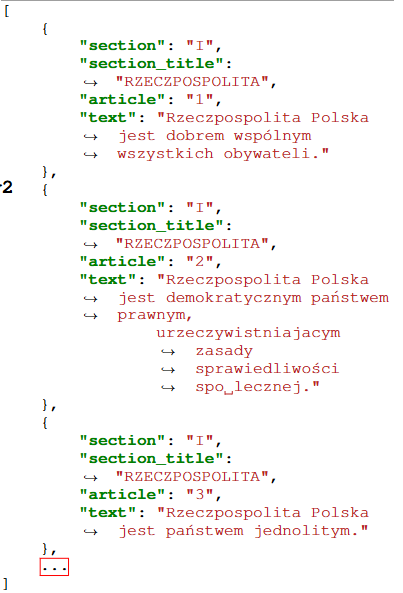 [
{
"section": "I",
"section_title":
↪ "RZECZPOSPOLITA",
"article": "1",
"text": "Rzeczpospolita Polska
↪ jest dobrem wspólnym
↪ wszystkich obywateli."
},
r2
{
"section": "I",
"section_title":
↪ "RZECZPOSPOLITA",
"article": "2",
"text": "Rzeczpospolita Polska
↪ jest demokratycznym państwem
↪ prawnym,
urzeczywistniajacym
↪ zasady
↪ sprawiedliwości
↪ spo␣lecznej."
},
{
"section": "I",
"section_title":
↪ "RZECZPOSPOLITA",
"article": "3",
"text": "Rzeczpospolita Polska
↪ jest państwem jednolitym."
},
...
]